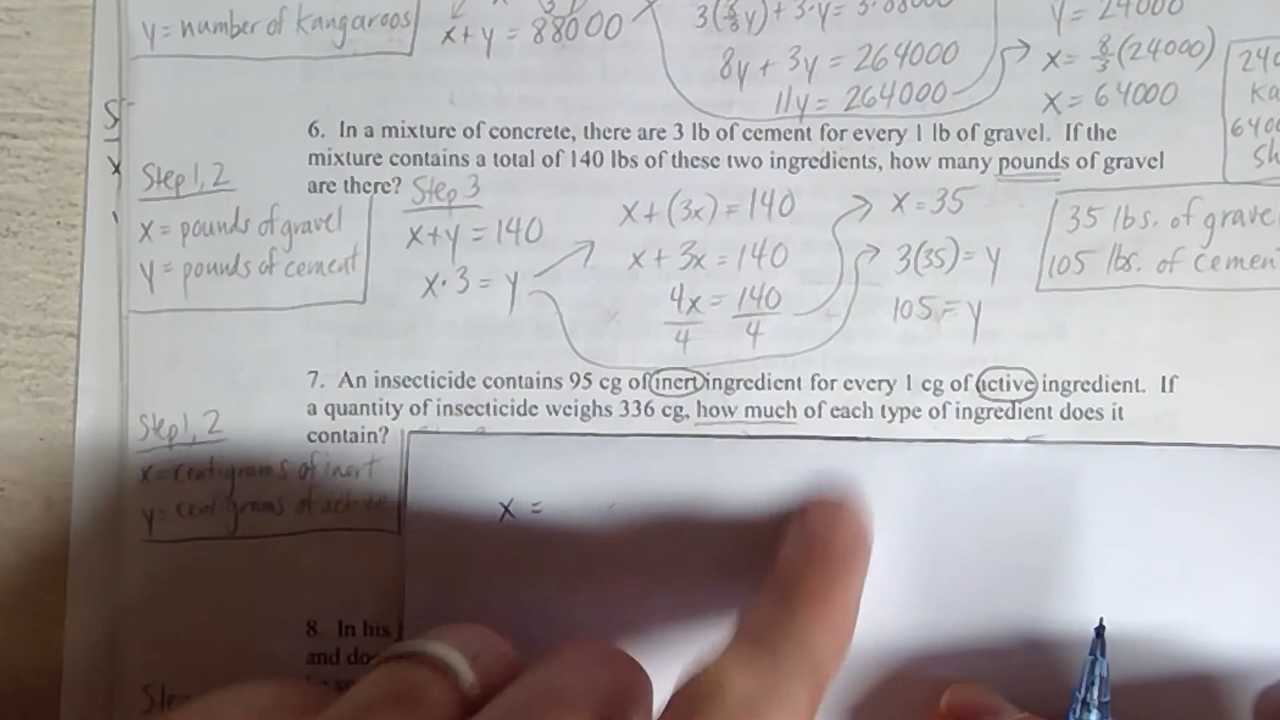 y = number of kangaroos
x+y = 88000
8y + 3y = 264000
11y = 264000
y = 24000
x = 8/3 (24000)
x = 64000
6. In a mixture of concrete, there are 3 lb of cement for every 1 lb of gravel. If the
mixture contains a total of 140 lbs of these two ingredients, how many pounds of gravel
are there? Step 3
Step 1, 2
x = pounds of gravel
y = pounds of cement
x+y = 140
x · 3 = y
x + (3x) = 140
x + 3x = 140
4x = 140
4 4
x = 35
3(35) = y
105 = y
35 lbs. of grave
105 lbs. of cemen
7. An insecticide contains 95 cg of inert ingredient for every 1 cg of active ingredient. If
a quantity of insecticide weighs 336 cg, how much of each type of ingredient does it
contain?
Step 1, 2
x = centigrams of inert
y = centigrams of active
x =
8 In his
and do